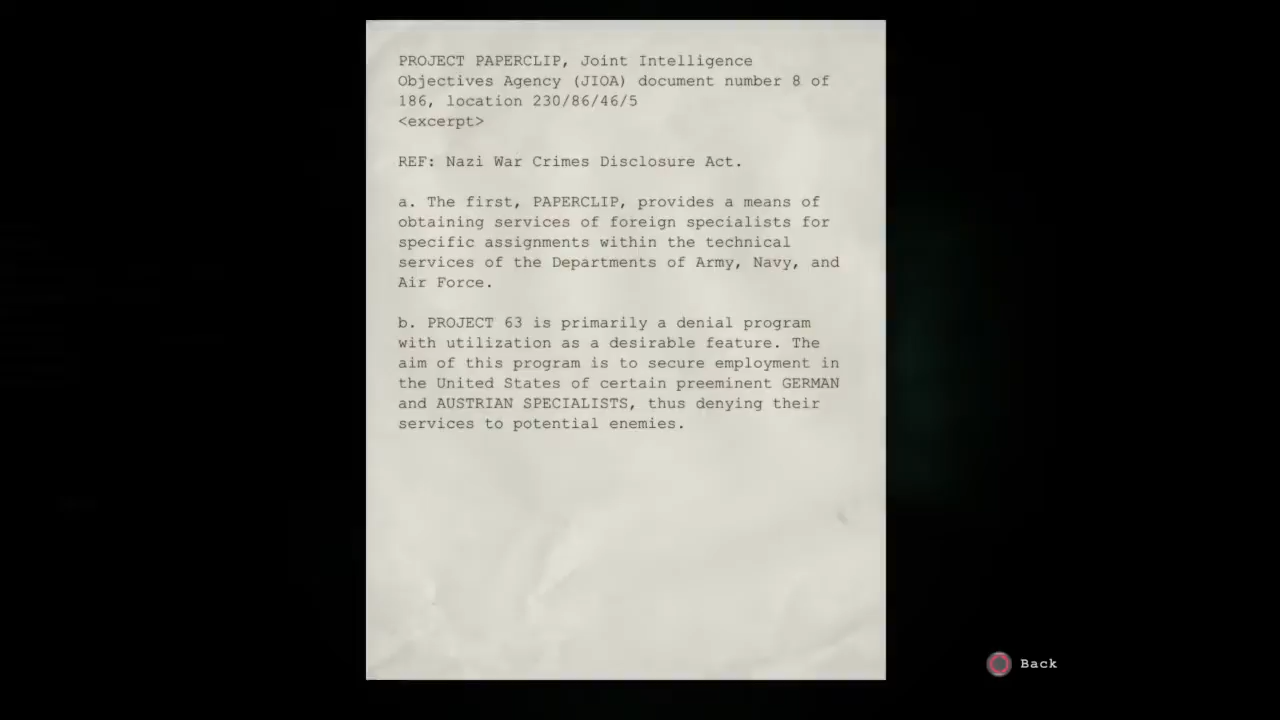 PROJECT PAPERCLIP, Joint Intelligence
Objectives Agency (JIOA) document number 8 of
186, location 230/86/46/5
<excerpt>
REF: Nazi War Crimes Disclosure Act.
a. The first, PAPERCLIP, provides a means of
obtaining services of foreign specialists for
specific assignments within the technical
services of the Departments of Army, Navy, and
Air Force.
b. PROJECT 63 is primarily a denial program
with utilization as a desirable feature. The
aim of this program is to secure employment in
the United States of certain preeminent GERMAN
and AUSTRIAN SPECIALISTS, thus denying their
services to potential enemies.
Back